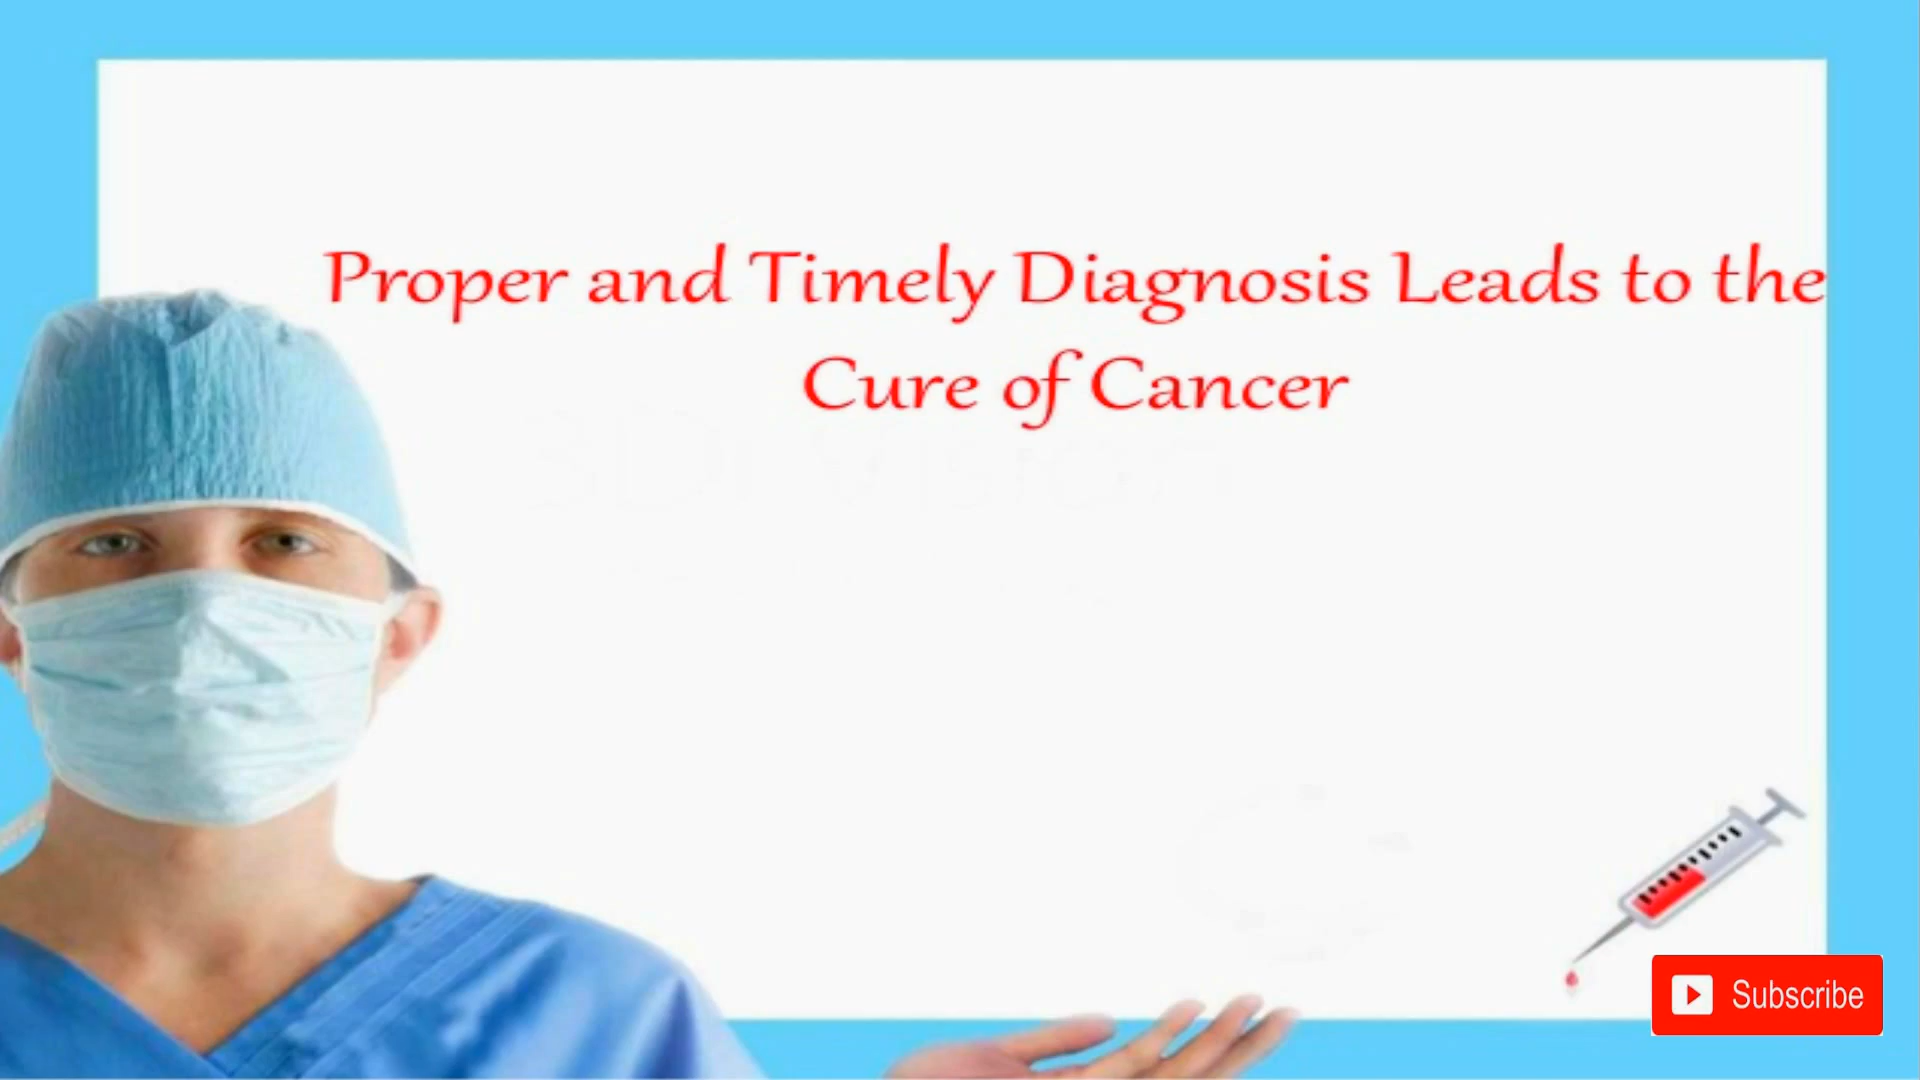 Proper and Timely Diagnosis Leads to the
Cure of Cancer
Subscribe